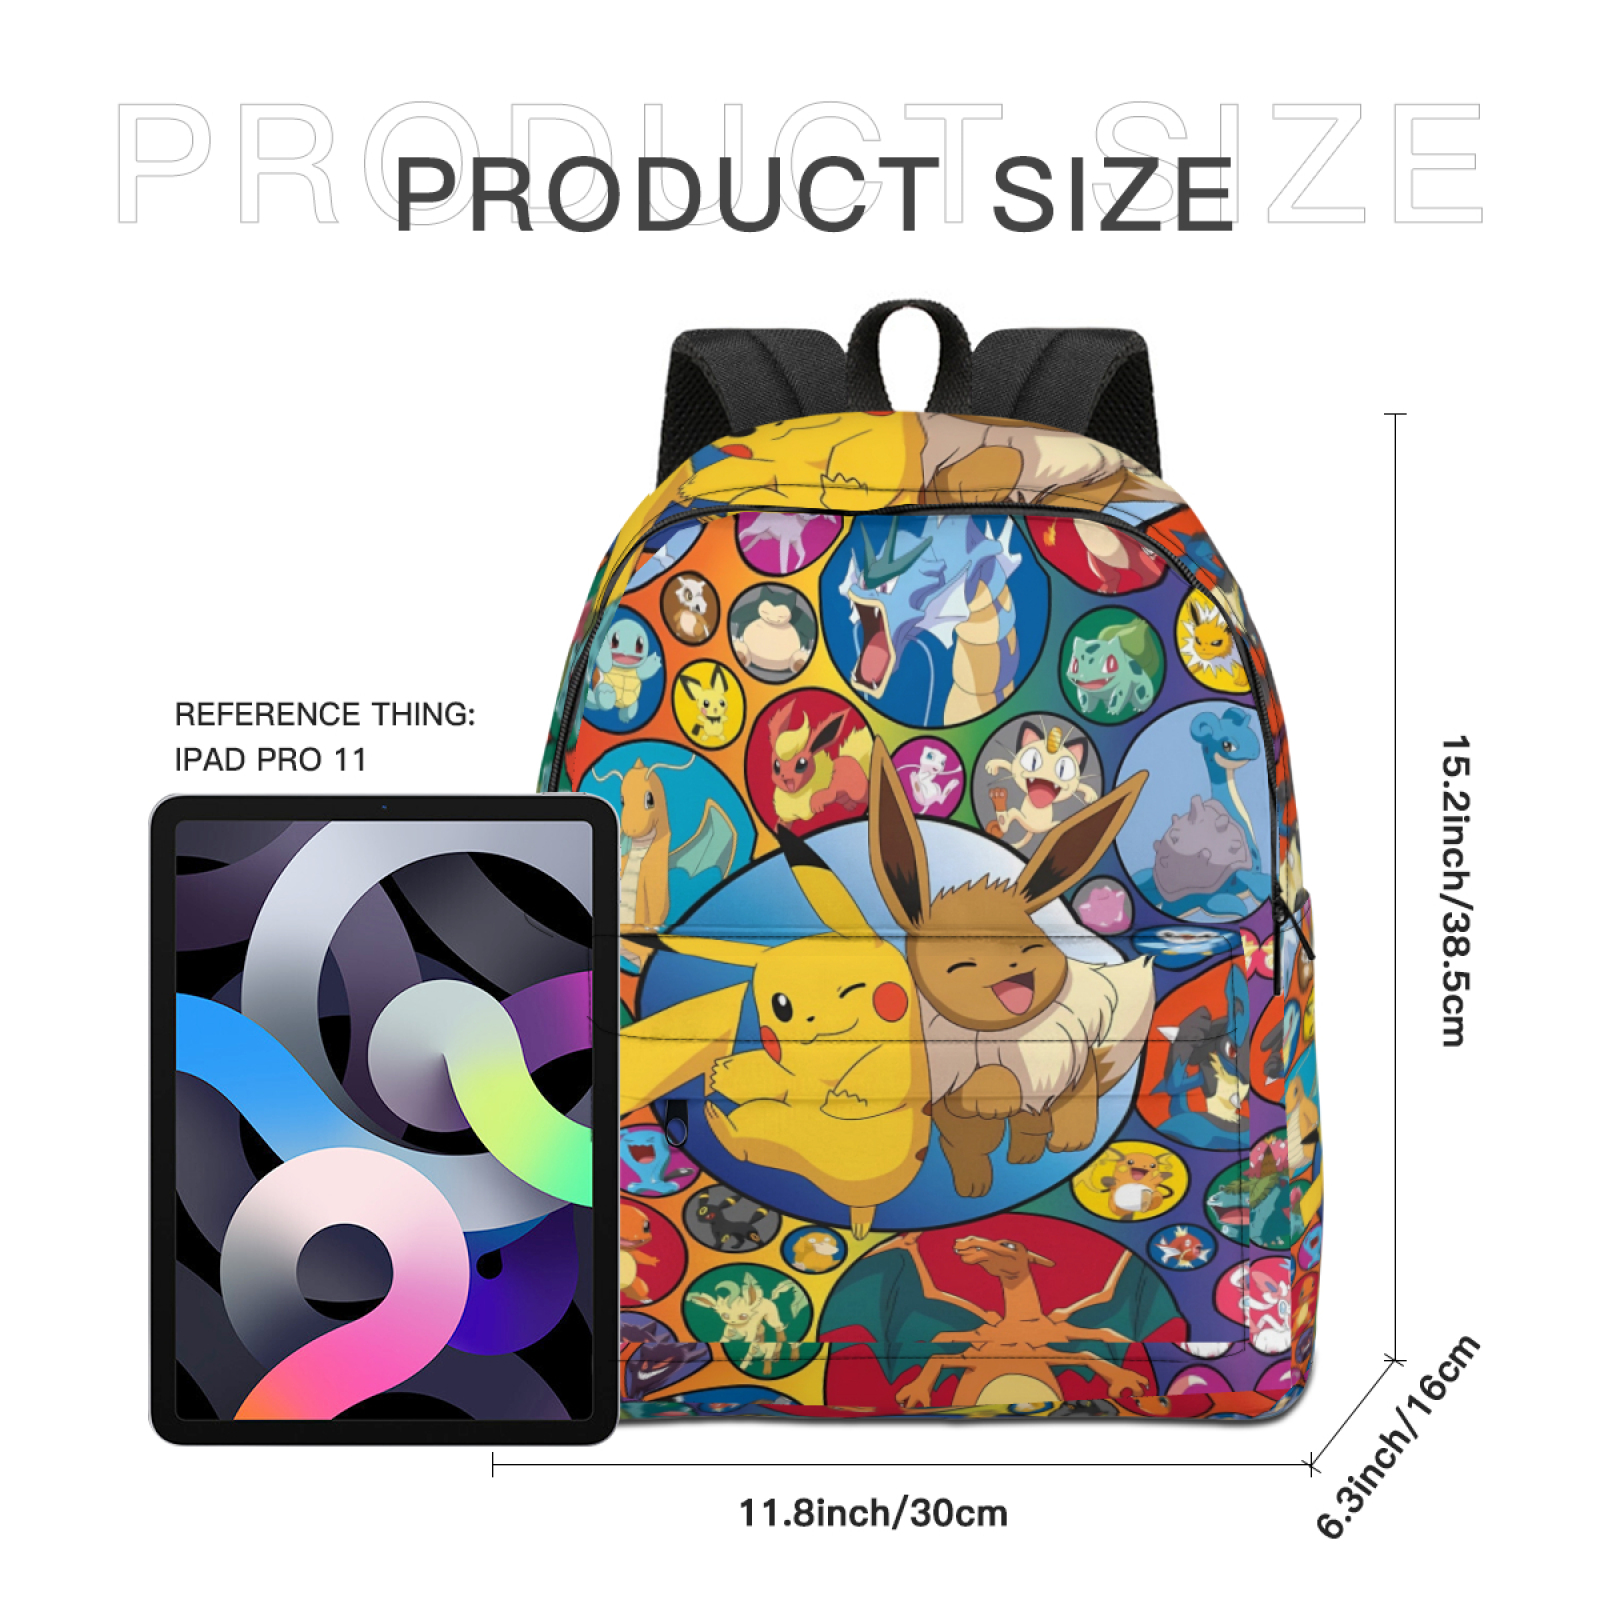 PRODUCT SIZE
PRODUCT SIZE
REFERENCE THING:
IPAD PRO 11
15.2inch/38.5cm
6.3inch/16cm
11.8inch/30cm